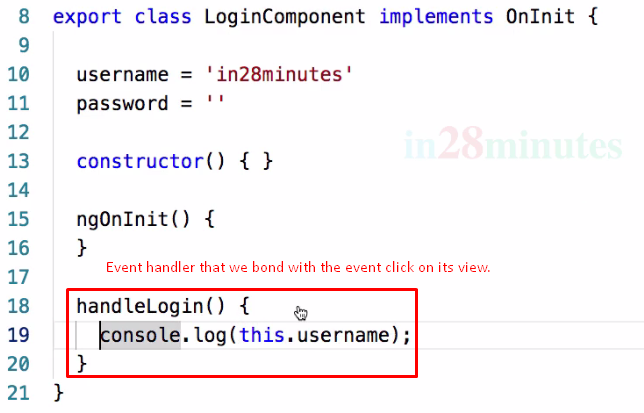 8 export class LoginComponent implements OnInit {
9
10 username = 'in28minutes'
11 password = ''
12
13 constructor() { }
in28minutes
14
15 ngOnInit() {
16 }
Event handler that we bond with the event click on its view.
17
18 handleLogin() {
19 console.log(this.username);
20 }
21 }